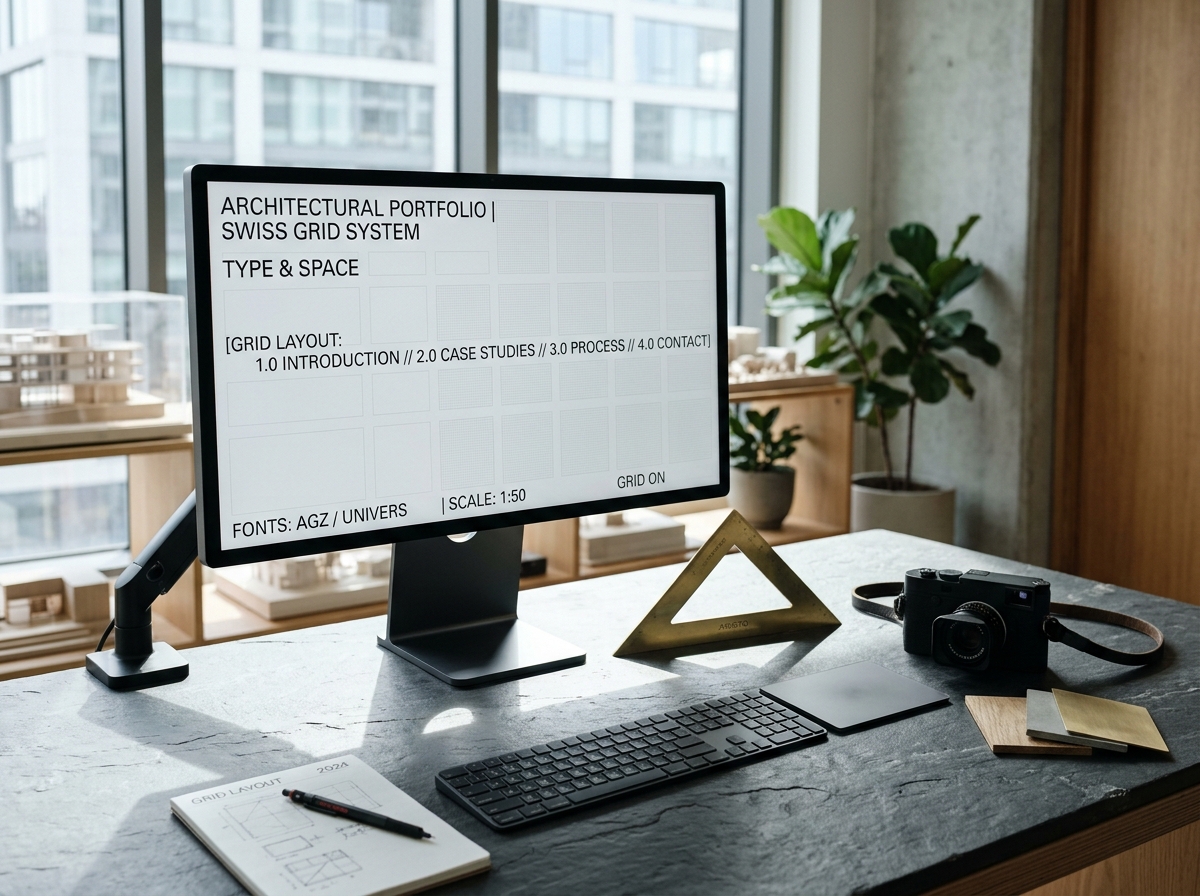 ARCHITECTURAL PORTFOLIO |
SWISS GRID SYSTEM
TYPE & SPACE
[GRID LAYOUT:
1.0 INTRODUCTION // 2.0 CASE STUDIES // 3.0 PROCESS // 4.0 CONTACT]
FONTS: AGZ / UNIVERS
| SCALE: 1:50
GRID ON
ARISTO
GRID LAYOUT 2024